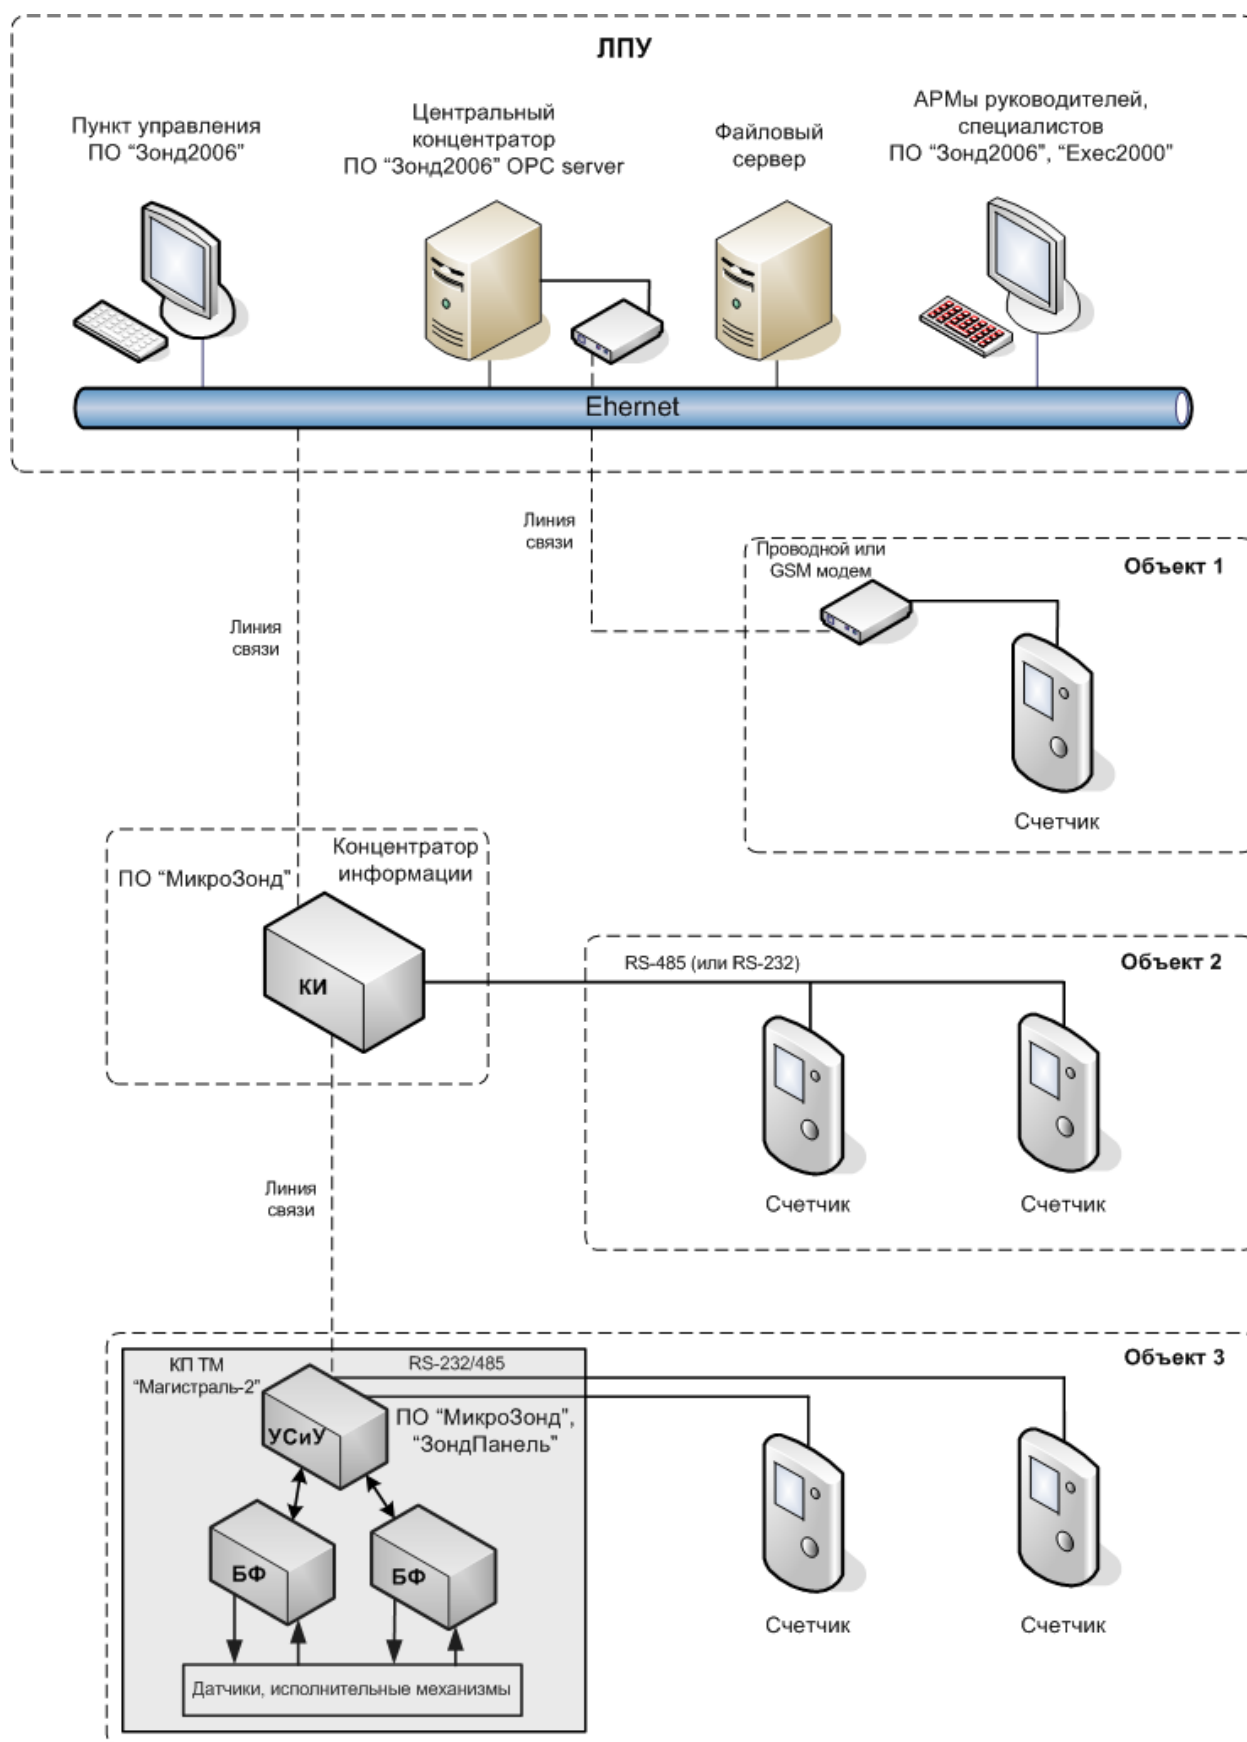 ЛПУ
Пункт управления
ПО “Зонд2006”
Центральный
концентратор
ПО “Зонд2006” OPC server
Файловый
сервер
АРМы руководителей,
специалистов
ПО “Зонд2006”, “Exec2000”
Ehernet
Линия
связи
Проводной или
GSM модем
Объект 1
Линия
связи
Счетчик
ПО “МикроЗонд”
Концентратор
информации
КИ
RS-485 (или RS-232)
Объект 2
Счетчик
Счетчик
Линия
связи
КП ТМ
“Магистраль-2”
RS-232/485
Объект 3
УСиУ
ПО “МикроЗонд”,
“ЗондПанель”
БФ
БФ
Счетчик
Счетчик
Датчики, исполнительные механизмы